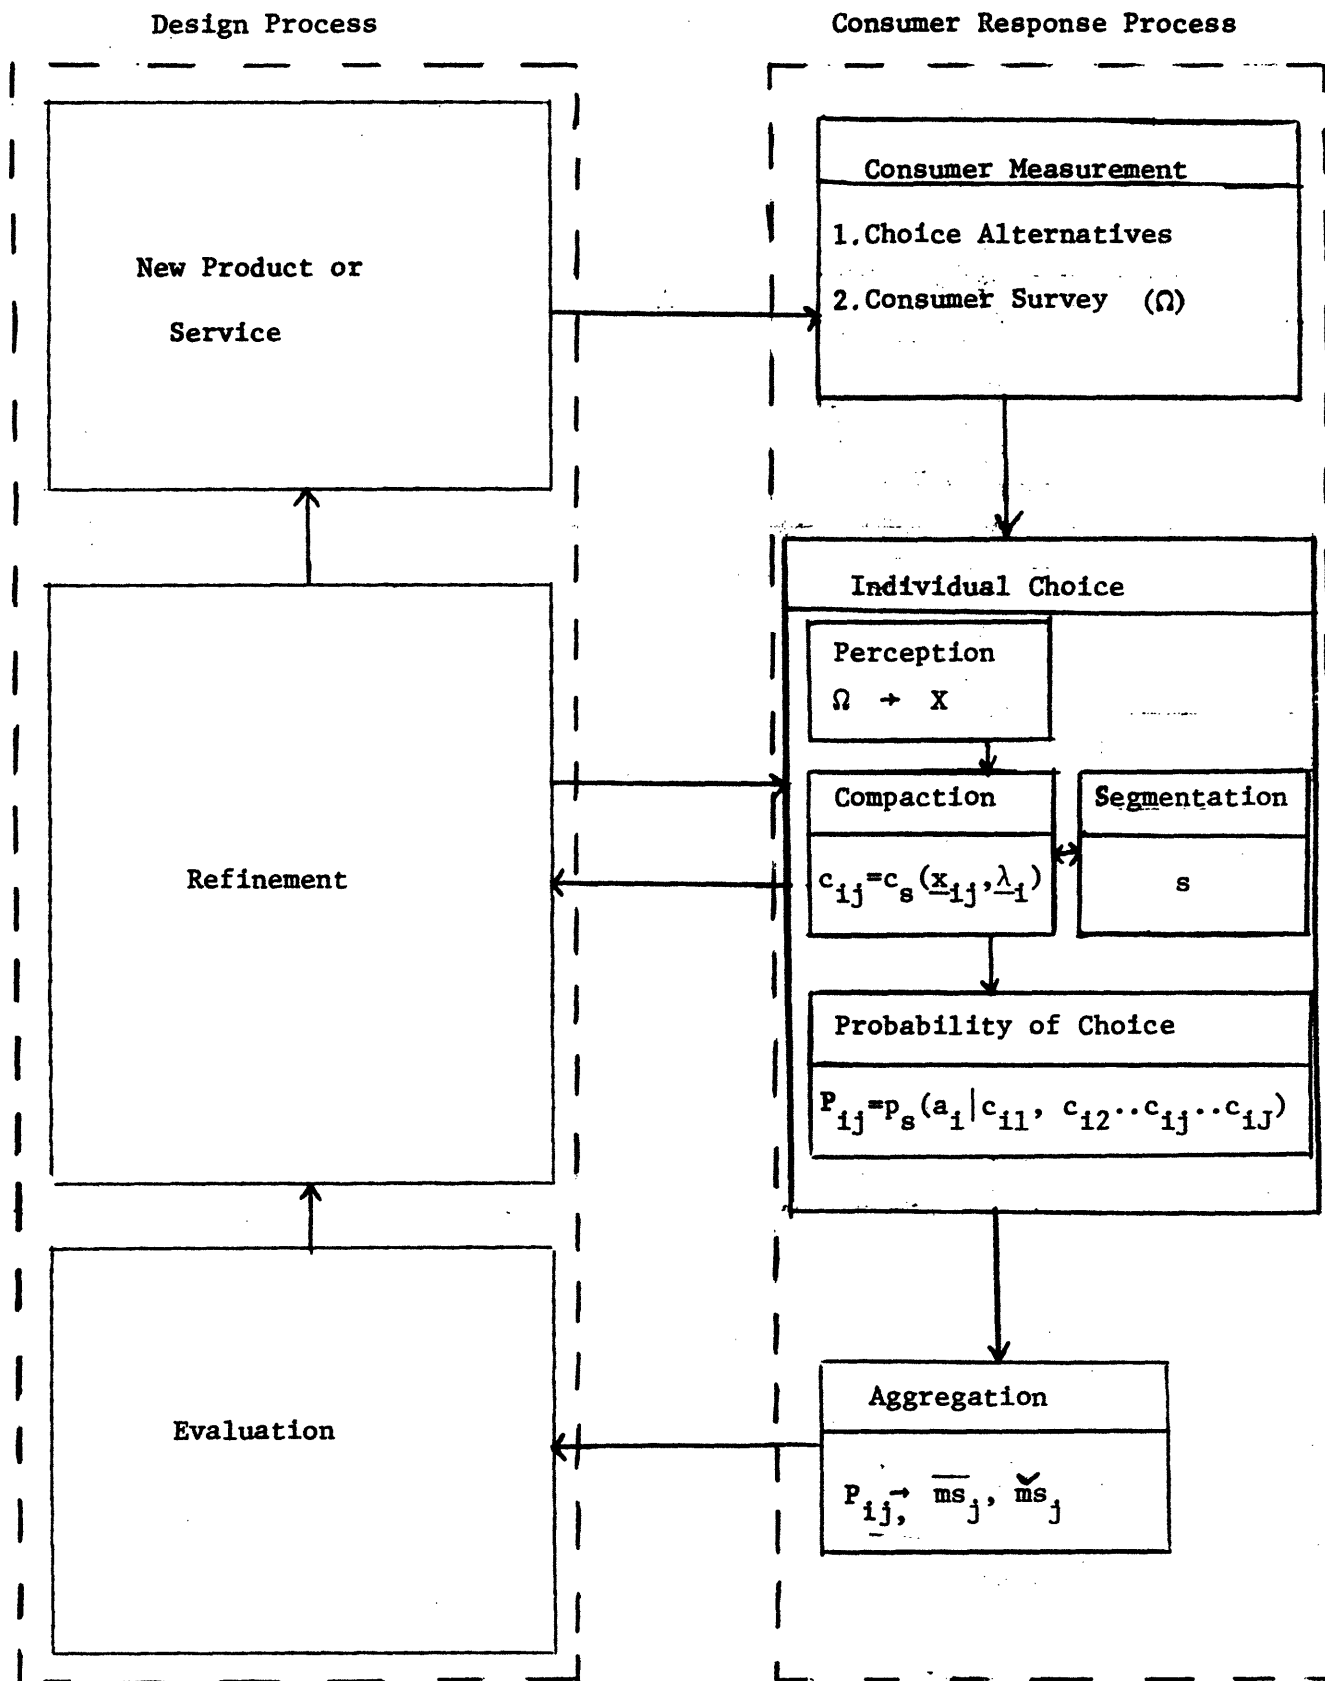 Design Process
Consumer Response Process
New Product or
Service
Refinement
Evaluation
Consumer Measurement
1.Choice Alternatives
2.Consumer Survey (Ω)
Individual Choice
Perception
Ω → X
Compaction
c_ij=c_s(x_ij,λ_i)
Segmentation
s
Probability of Choice
P_ij=p_s(a_i|c_i1, c_i2..c_ij..c_iJ)
Aggregation
P_ij, → m̅s̅_j, m̌s_j